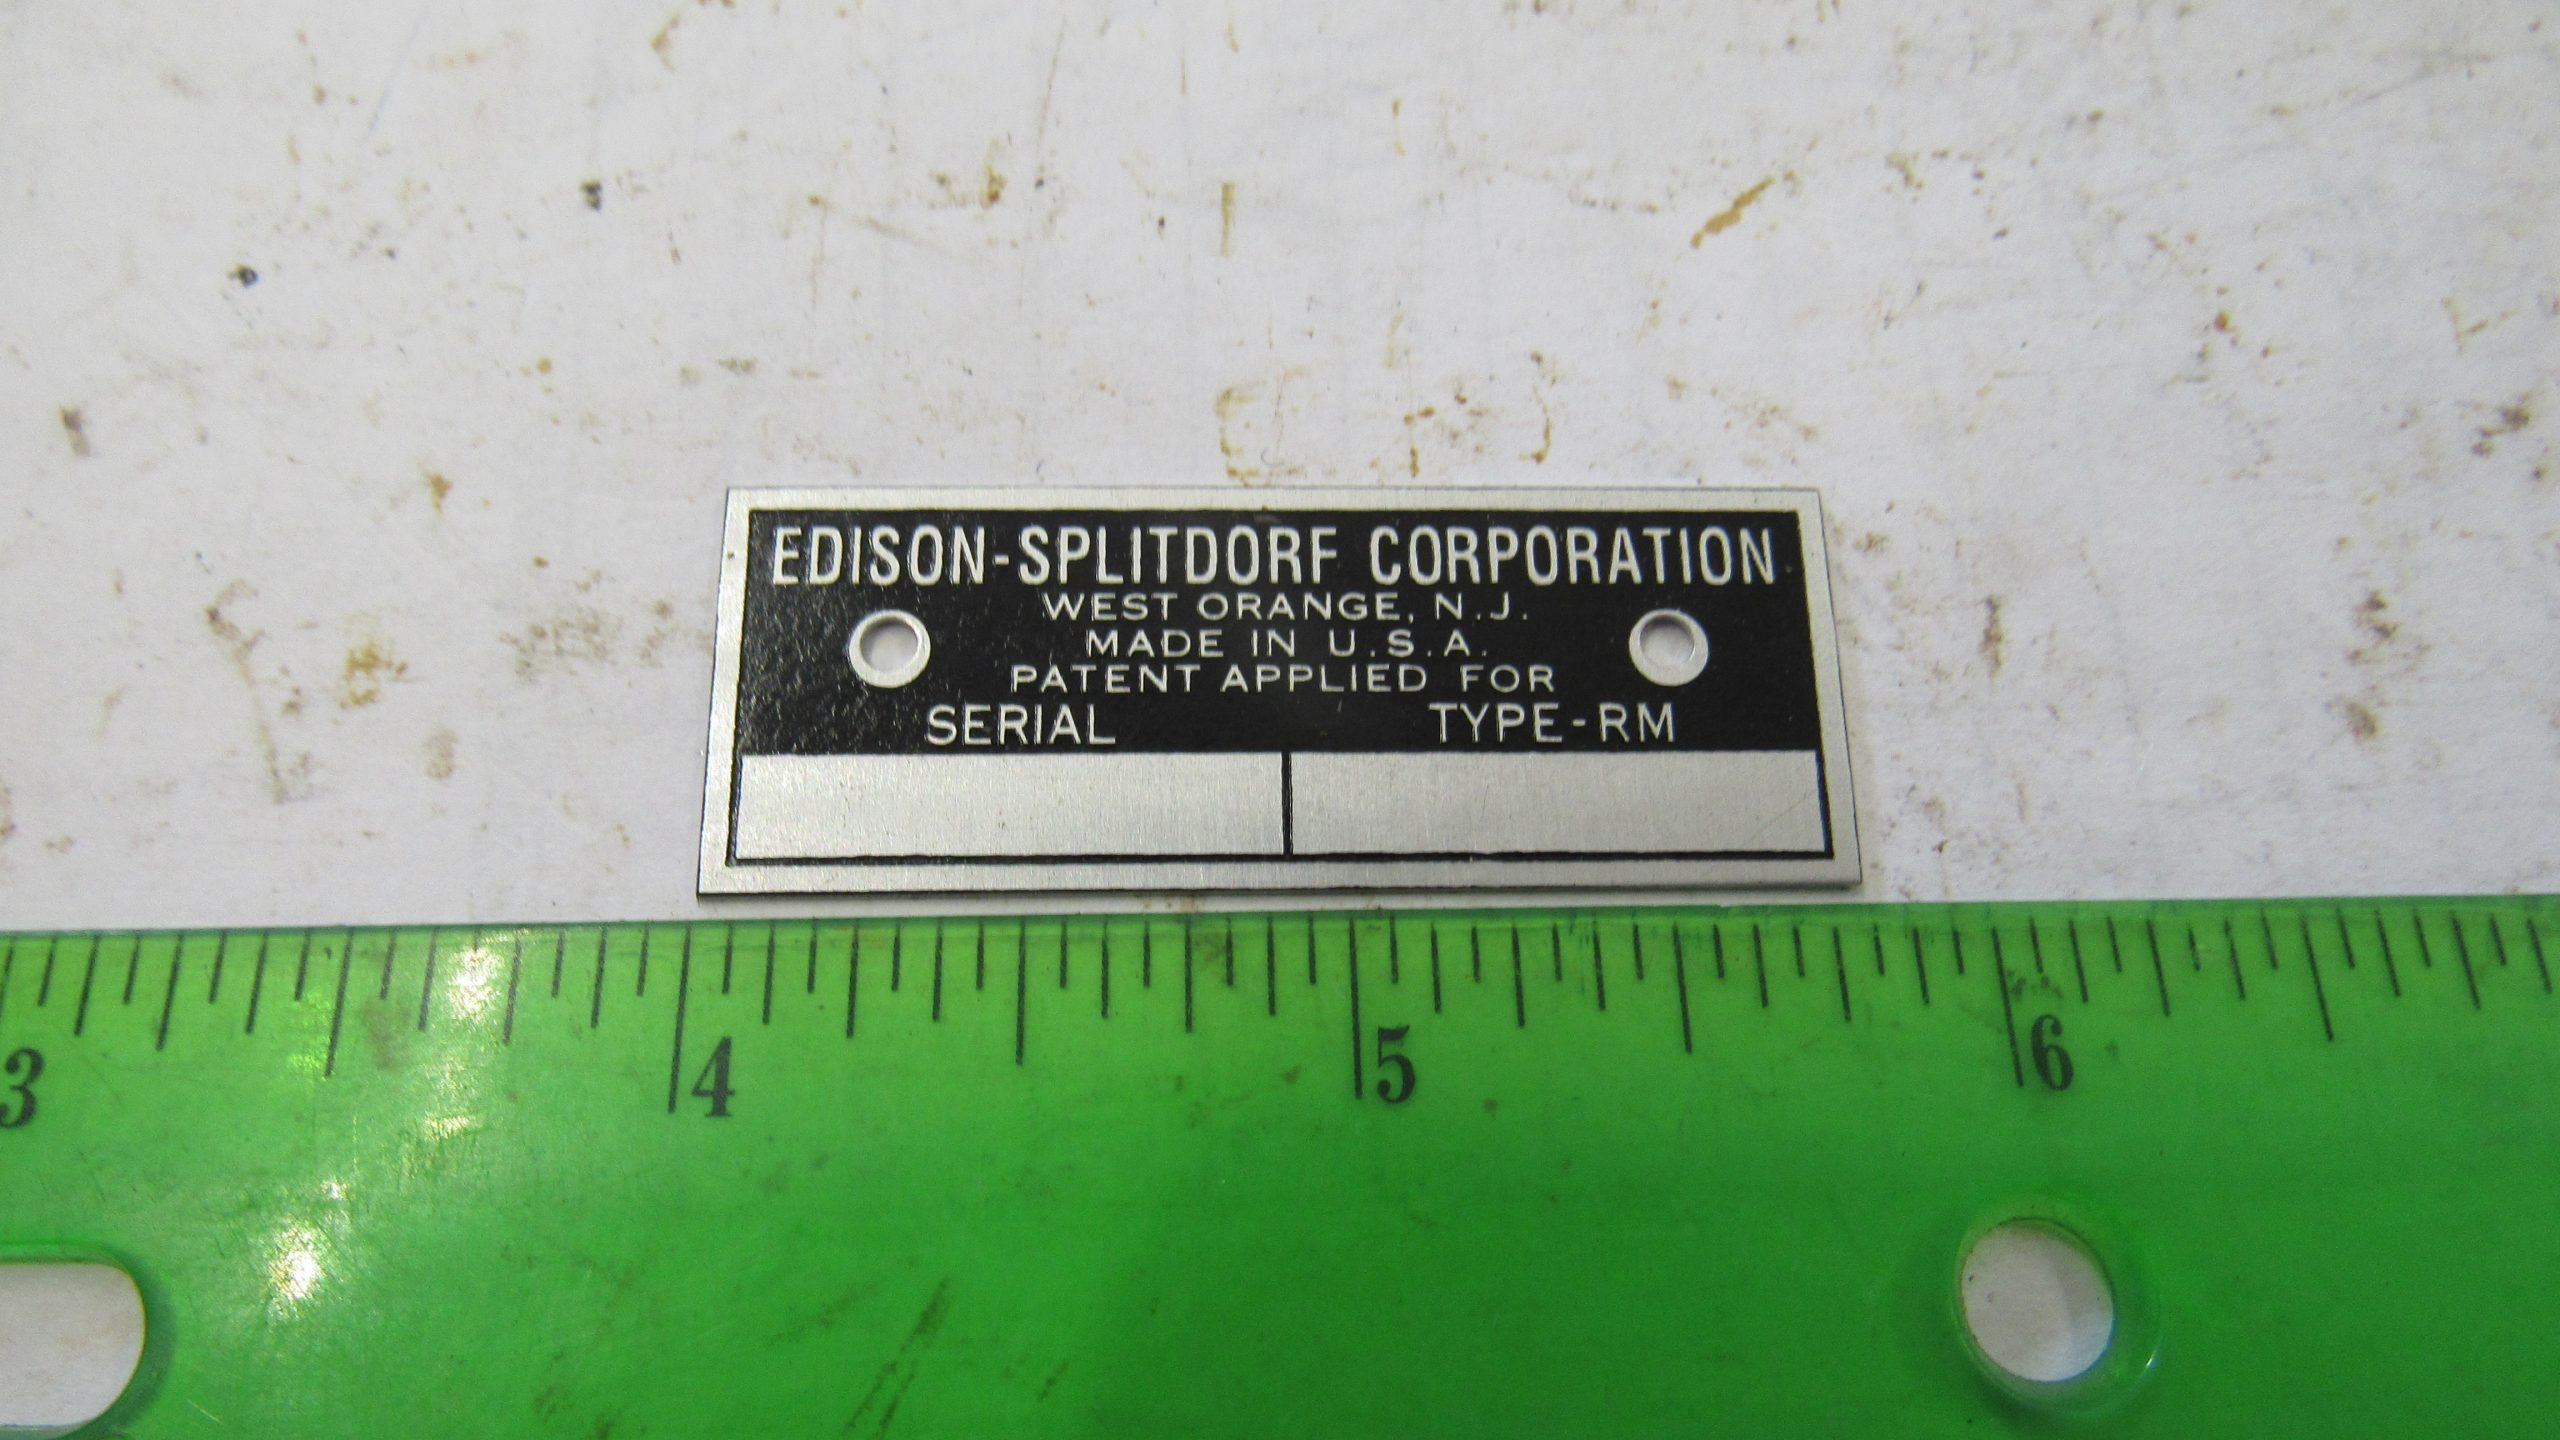 EDISON-SPLITDORF CORPORATION
WEST ORANGE, N.J.
MADE IN U.S.A.
PATENT APPLIED FOR
SERIAL TYPE-RM
3 4 5 6